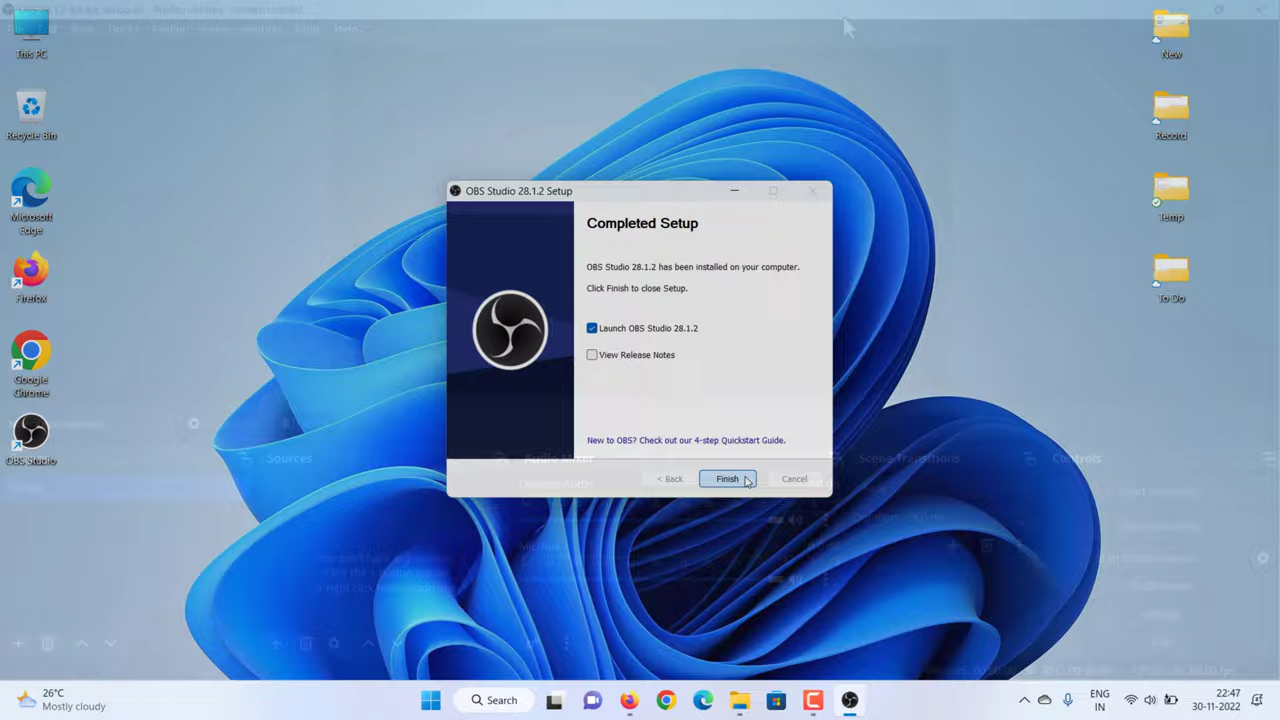 This PC
Recycle Bin
Microsoft
Edge
Firefox
Google
Chrome
OBS Studio
New
Record
Temp
To Do
OBS Studio 28.1.2 Setup
Completed Setup
OBS Studio 28.1.2 has been installed on your computer.
Click Finish to close Setup.
Launch OBS Studio 28.1.2
View Release Notes
New to OBS? Check out our 4-step Quickstart Guide.
< Back
Finish
Cancel
Sources
Audio Mixer
Scene Transitions
Controls
26°C
Mostly cloudy
Search
ENG
IN
22:47
30-11-2022